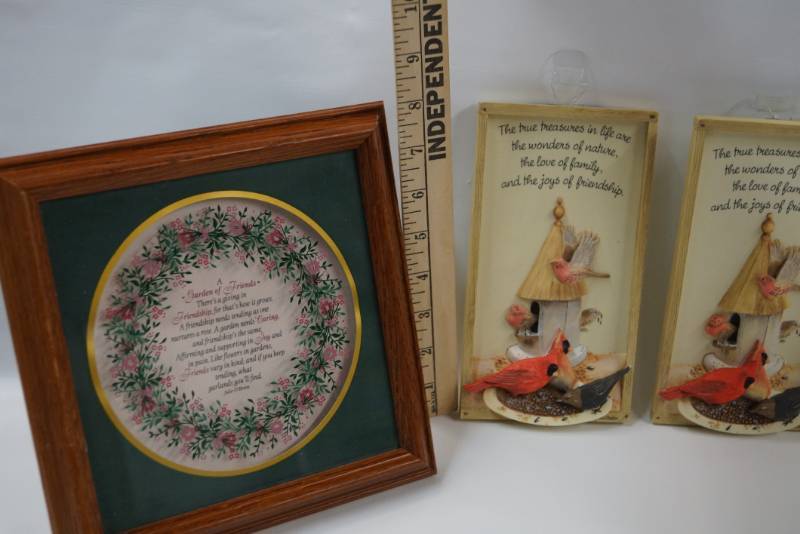 A
Garden of Friends
There's a giving in
Friendship, for that's how it grows.
A friendship needs tending as one
nurtures a rose. A garden needs Caring,
and friendship's the same.
Affirming and supporting in Joy and
in pain. Like flowers in gardens,
Friends vary in kind, and if you keep
tending, what
garlands you'll find.
10
9
8
7
6
5
4
3
2
INDEPENDEN
The true treasures in life are
the wonders of nature,
the love of family,
and the joys of friendship.
The true treasures
the wonders of
the love of fam
and the joys of fri